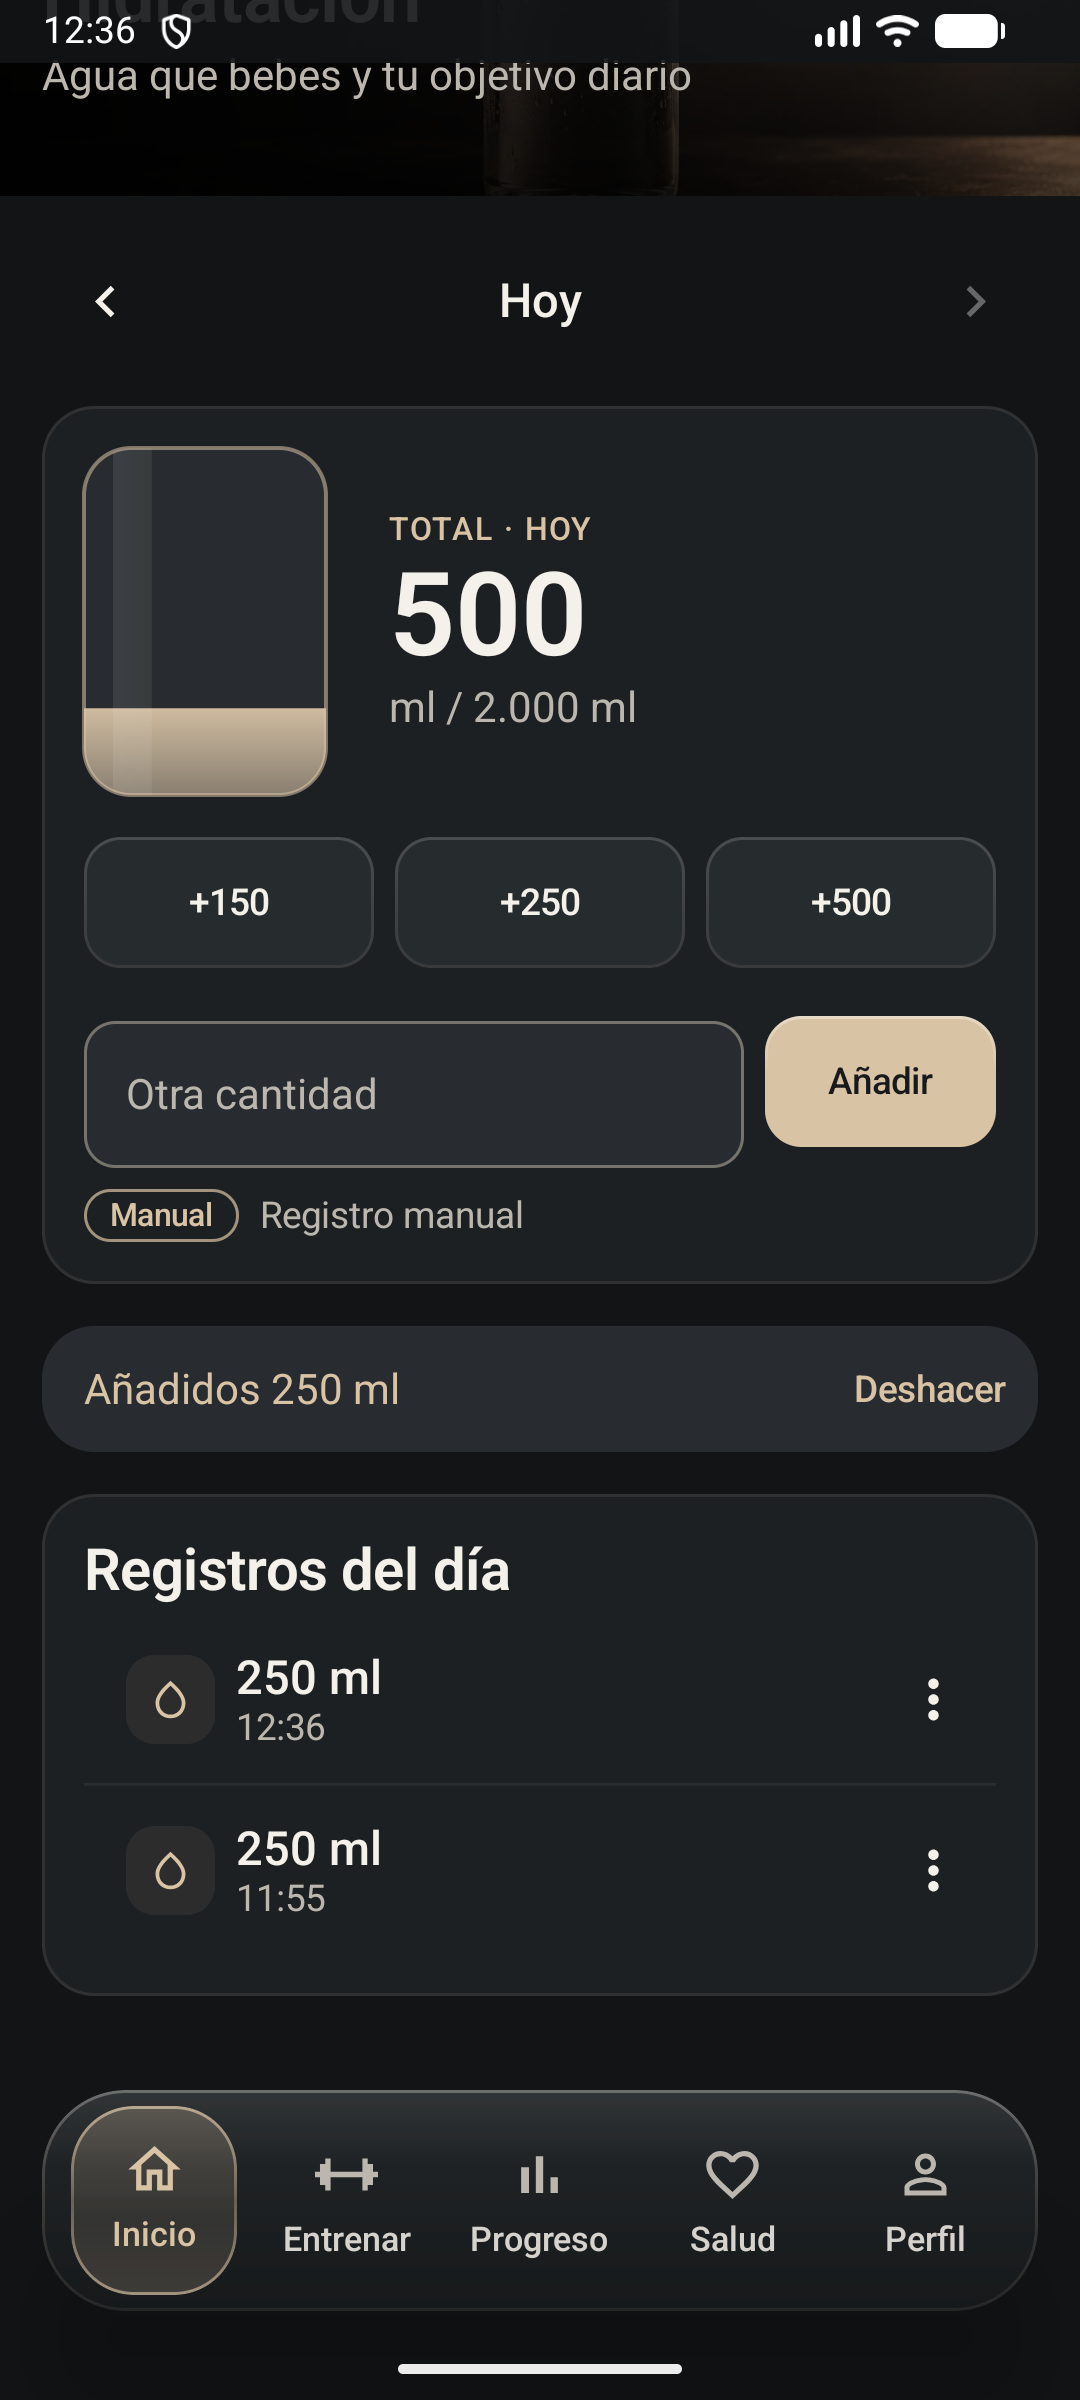 12:36
Hidratación
Agua que bebes y tu objetivo diario
Hoy
TOTAL · HOY
500
ml / 2.000 ml
+150
+250
+500
Otra cantidad
Añadir
Manual
Registro manual
Añadidos 250 ml
Deshacer
Registros del día
250 ml
12:36
250 ml
11:55
Inicio
Entrenar
Progreso
Salud
Perfil